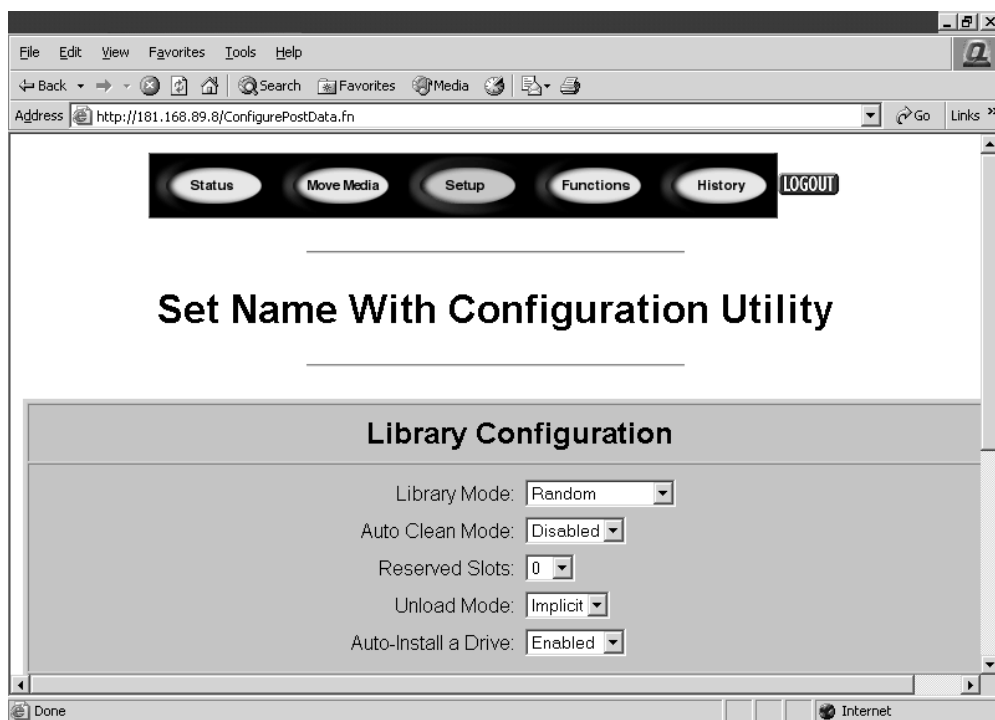 File Edit View Favorites Tools Help
Back Search Favorites Media
Address http://181.168.89.8/ConfigurePostData.fn Go Links »
Status Move Media Setup Functions History LOGOUT
Set Name With Configuration Utility
Library Configuration
Library Mode: Random
Auto Clean Mode: Disabled
Reserved Slots: 0
Unload Mode: Implicit
Auto-Install a Drive: Enabled
Done Internet